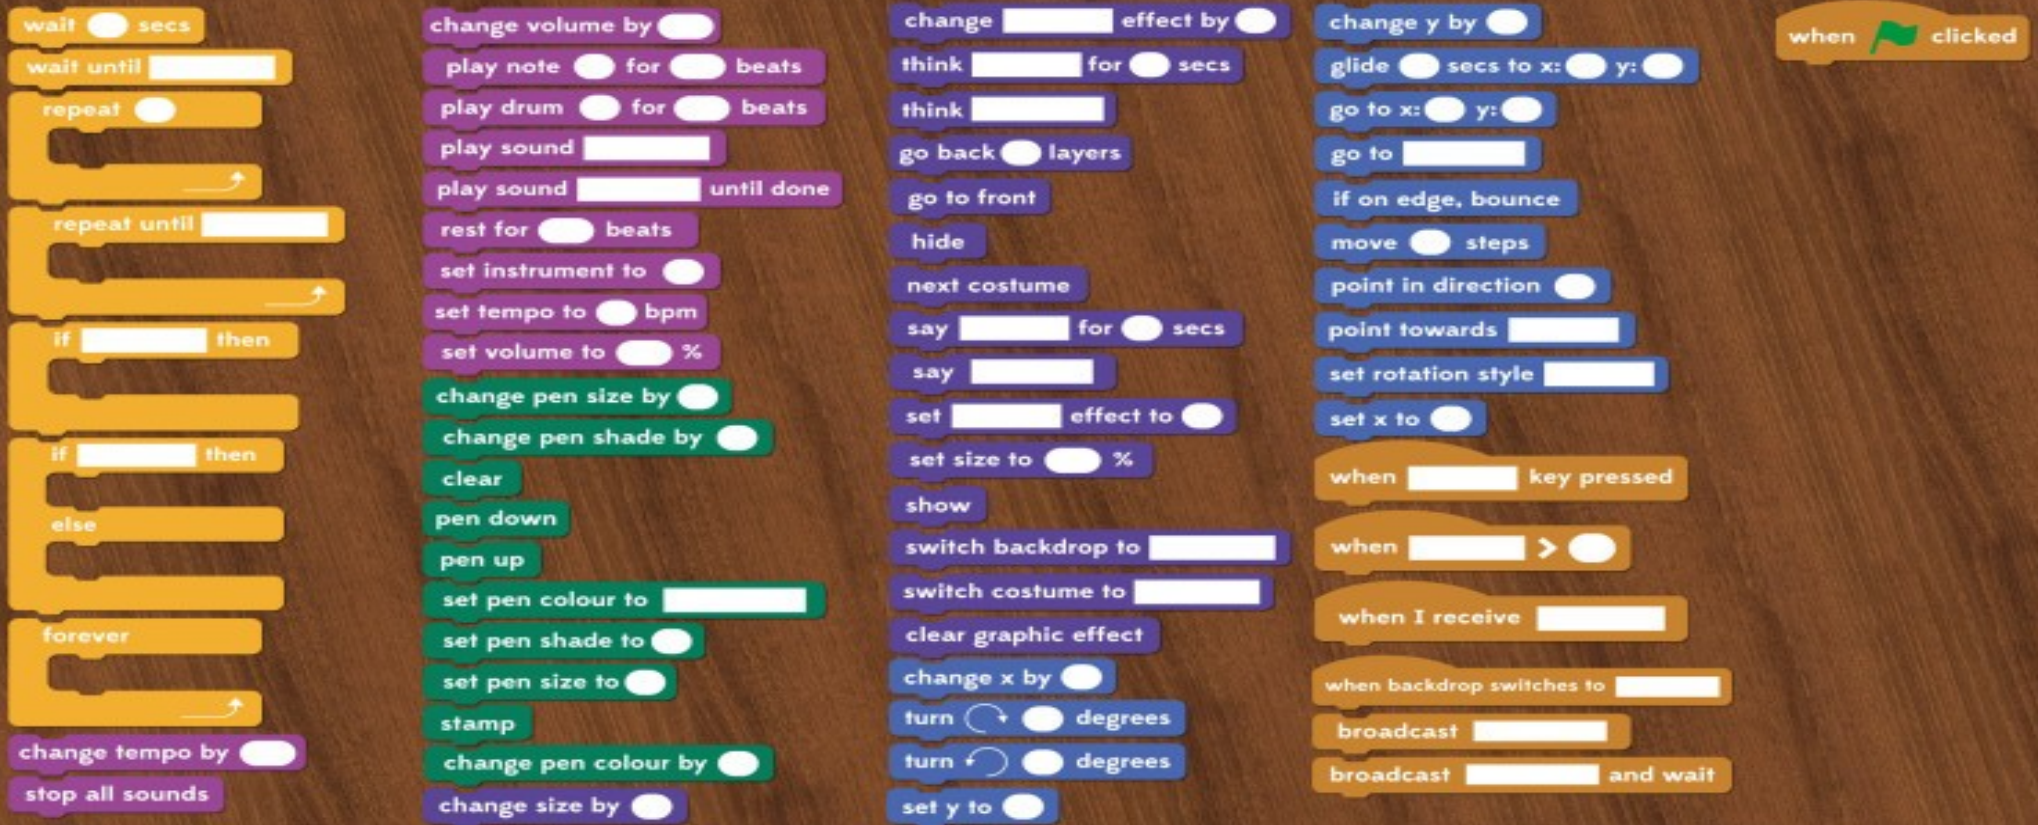 wait secs
wait until
repeat
repeat until
if then
if then
else
forever
change tempo by
stop all sounds
change volume by
play note for beats
play drum for beats
play sound
play sound until done
rest for beats
set instrument to
set tempo to bpm
set volume to %
change pen size by
change pen shade by
clear
pen down
pen up
set pen colour to
set pen shade to
set pen size to
stamp
change pen colour by
change size by
change effect by
think for secs
think
go back layers
go to front
hide
next costume
say for secs
say
set effect to
set size to %
show
switch backdrop to
switch costume to
clear graphic effect
change x by
turn degrees
turn degrees
set y to
change y by
glide secs to x: y:
go to x: y:
go to
if on edge, bounce
move steps
point in direction
point towards
set rotation style
set x to
when key pressed
when >
when I receive
when backdrop switches to
broadcast
broadcast and wait
when clicked